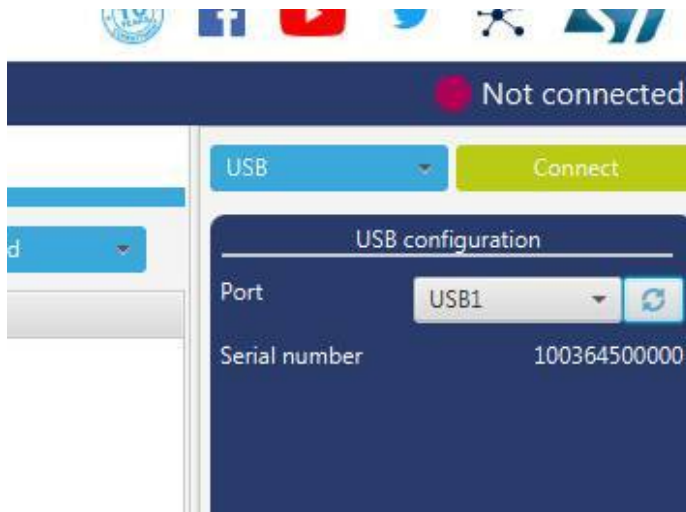 Not connected
USB
Connect
d
USB configuration
Port
USB1
Serial number
100364500000